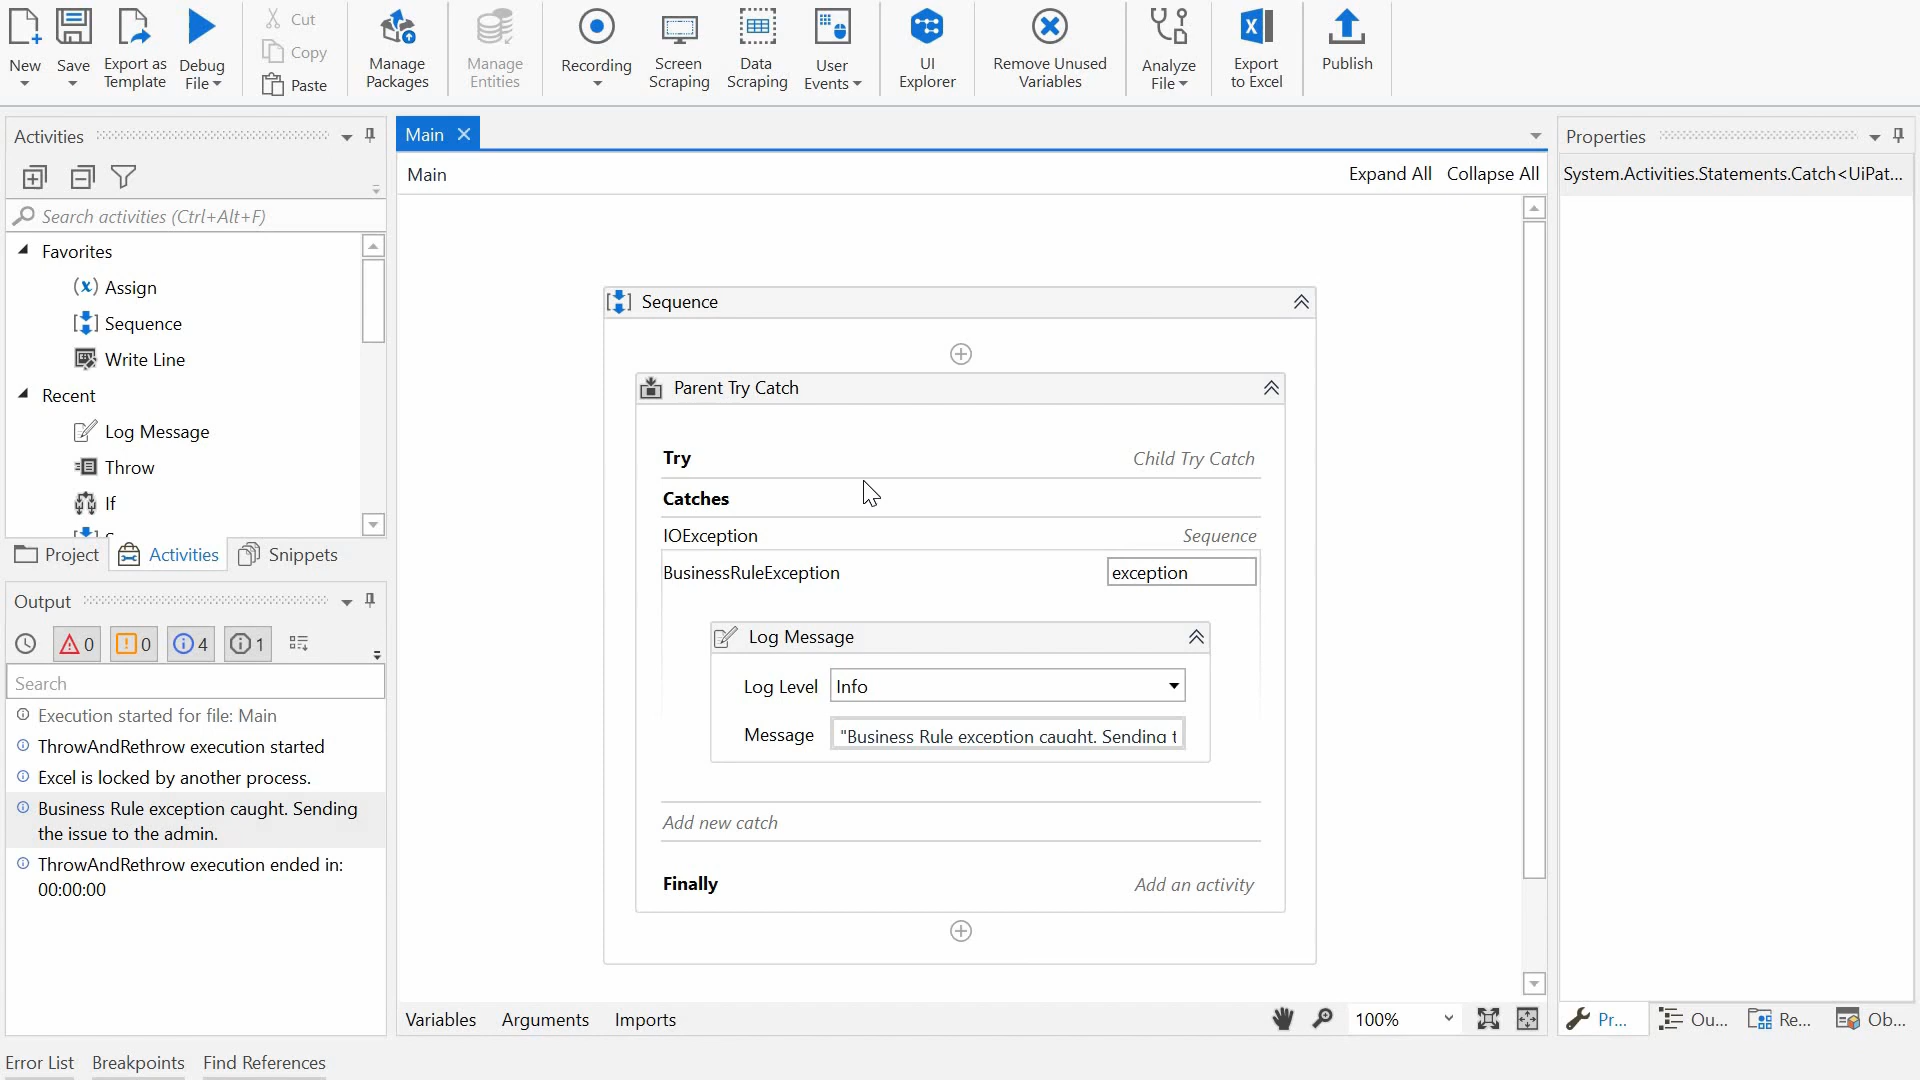 New
Save
Export as
Template
Debug
File
Cut
Copy
Paste
Manage
Packages
Manage
Entities
Recording
Screen
Scraping
Data
Scraping
User
Events
UI
Explorer
Remove Unused
Variables
Analyze
File
Export
to Excel
Publish
Activities
Search activities (Ctrl+Alt+F)
Favorites
Assign
Sequence
Write Line
Recent
Log Message
Throw
If
Project
Activities
Snippets
Output
0
0
4
1
Search
Execution started for file: Main
ThrowAndRethrow execution started
Excel is locked by another process.
Business Rule exception caught. Sending
the issue to the admin.
ThrowAndRethrow execution ended in:
00:00:00
Error List
Breakpoints
Find References
Main
Main
Expand All
Collapse All
Sequence
Parent Try Catch
Try
Child Try Catch
Catches
IOException
Sequence
BusinessRuleException
exception
Log Message
Log Level
Info
Message
"Business Rule exception caught. Sending t
Add new catch
Finally
Add an activity
Variables
Arguments
Imports
100%
Properties
System.Activities.Statements.Catch<UiPat...
Pr...
Ou...
Re...
Ob...